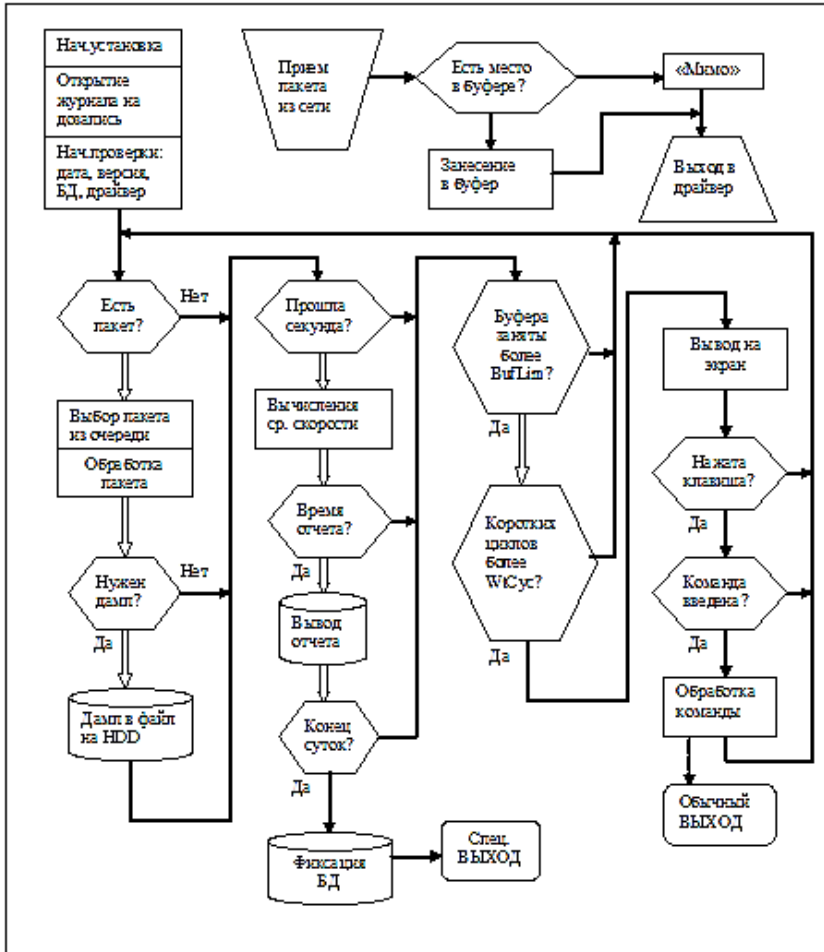 Нач.установка
Открытие
журнала на
дозапись
Нач.проверки:
дата, версия,
БД, драйвер
Прием
пакета
из сети
Есть место
в буфере?
«Мимо»
Занесение
в буфер
Выход в
драйвер
Есть
пакет?
Нет
Выбор пакета
из очереди
Обработка
пакета
Нужен
дамп?
Нет
Да
Дамп в файл
на HDD
Прошла
секунда?
Вычисления
ср. скорости
Время
отчета?
Да
Вывод
отчета
Конец
суток?
Да
Фиксация
БД
Спец.
ВЫХОД
Буфера
заняты
более
BufLim?
Да
Коротких
циклов
более
WtCyc?
Да
Вывод на
экран
Нажата
клавиша?
Да
Команда
введена?
Да
Обработка
команды
Обычный
ВЫХОД